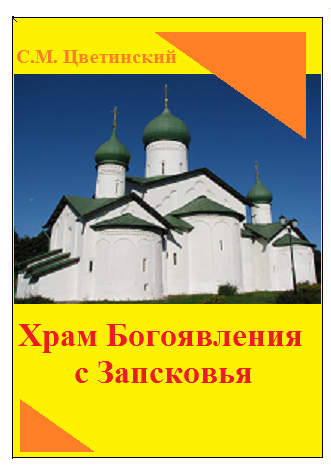 С.М. Цветинский
Храм Богоявления
с Запсковья